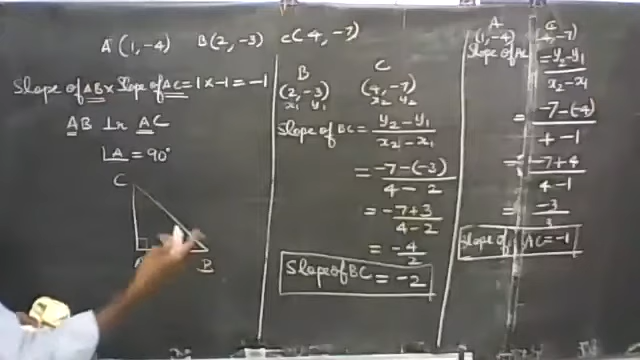 A(1,-4) B(2,-3) C(4,-7)
Slope of AB x Slope of AC = 1 x -1 = -1
AB ⊥r AC
∠A = 90°
C
B
B C
(2,-3) (4,-7)
x₁ y₁ x₂ y₂
Slope of BC = y₂-y₁/x₂-x₁
= -7-(-3)/4-2
= -7+3/4-2
= -4/2
Slope of BC = -2
A C
(1,-4) (4,-7)
Slope of AC = y₂-y₁/x₂-x₁
= -7-(-4)/4-1
= -7+4/4-1
= -3/3
Slope of AC = -1